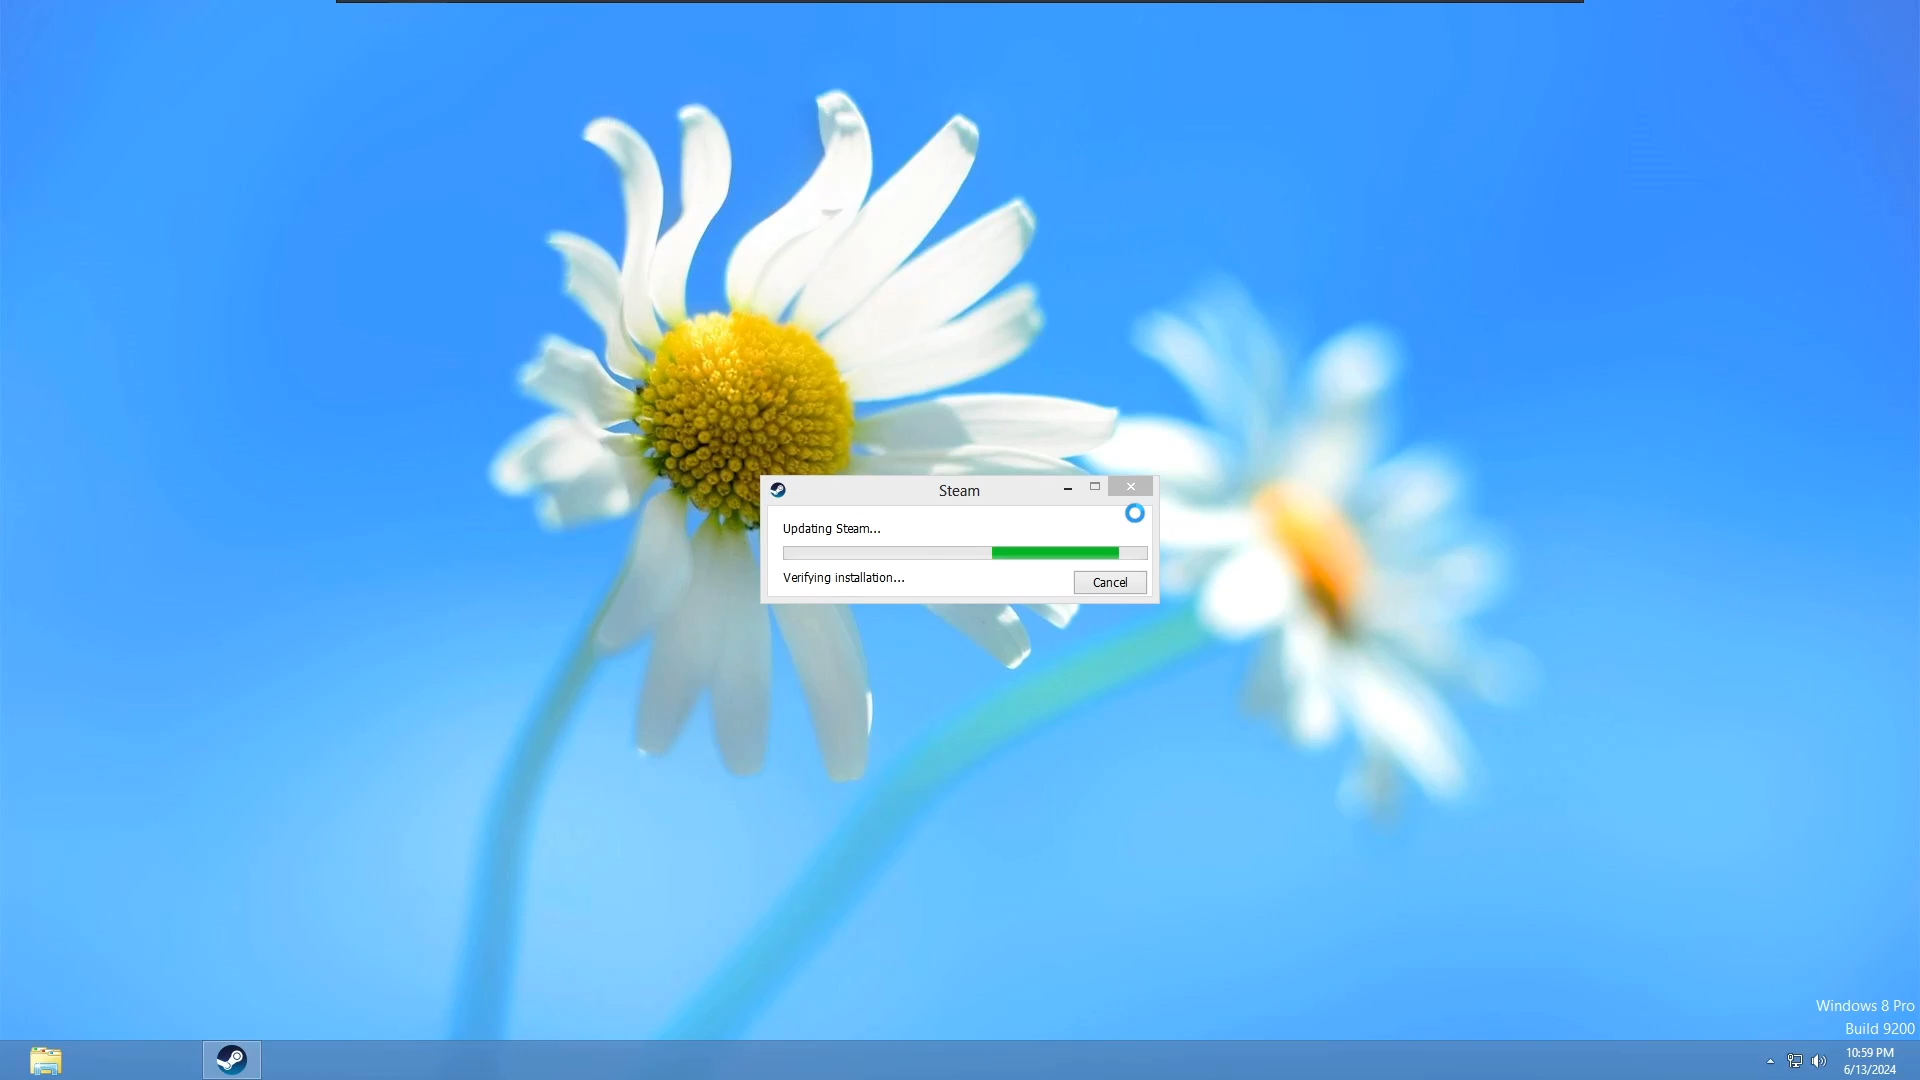 Steam
Updating Steam...
Verifying installation...
Cancel
Windows 8 Pro
Build 9200
10:59 PM
6/13/2024